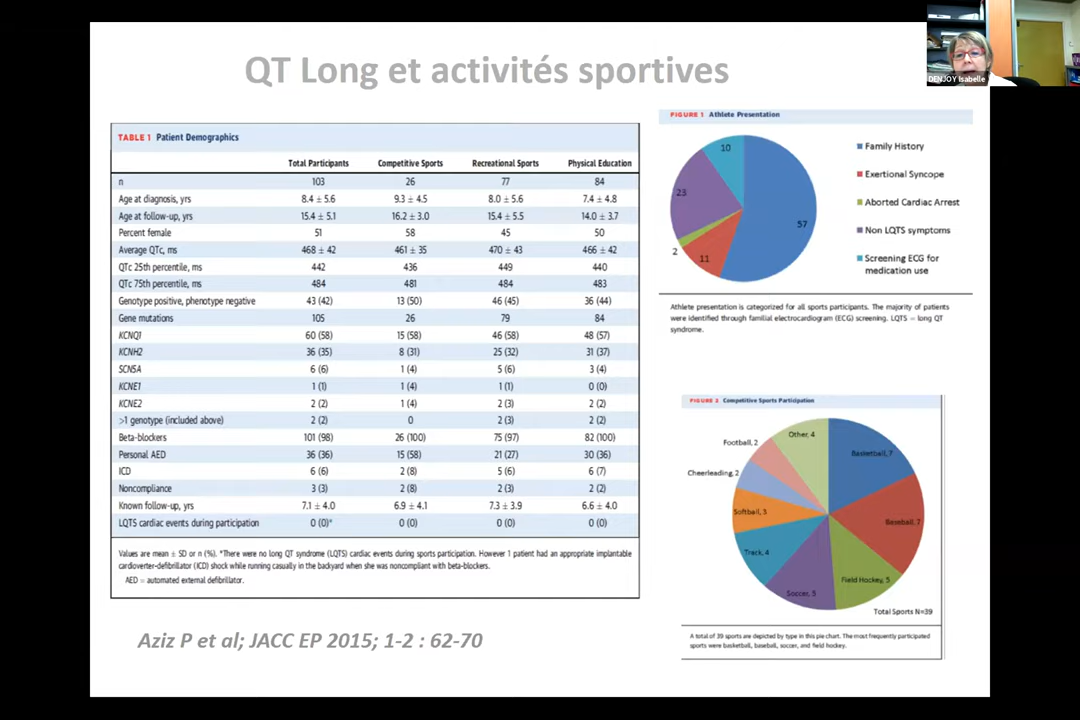 QT Long et activités sportives
DENJOY Isabelle
TABLE 1 Patient Demographics
Total Participants Competitive Sports Recreational Sports Physical Education
n 103 26 77 84
Age at diagnosis, yrs 8.4 ± 5.6 9.3 ± 4.5 8.0 ± 5.6 7.4 ± 4.8
Age at follow-up, yrs 15.4 ± 5.1 16.2 ± 3.0 15.4 ± 5.5 14.0 ± 3.7
Percent female 51 58 45 50
Average QTc, ms 468 ± 42 461 ± 35 470 ± 43 466 ± 42
QTc 25th percentile, ms 442 436 449 440
QTc 75th percentile, ms 484 481 484 483
Genotype positive, phenotype negative 43 (42) 13 (50) 46 (45) 36 (44)
Gene mutations 105 26 79 84
KCNQ1 60 (58) 15 (58) 46 (58) 48 (57)
KCNH2 36 (35) 8 (31) 25 (32) 31 (37)
SCN5A 6 (6) 1 (4) 5 (6) 3 (4)
KCNE1 1 (1) 1 (4) 1 (1) 0 (0)
KCNE2 2 (2) 1 (4) 2 (3) 2 (2)
>1 genotype (included above) 2 (2) 0 2 (3) 2 (2)
Beta-blockers 101 (98) 26 (100) 75 (97) 82 (100)
Personal AED 36 (36) 15 (58) 21 (27) 30 (36)
ICD 6 (6) 2 (8) 5 (6) 6 (7)
Noncompliance 3 (3) 2 (8) 2 (3) 2 (2)
Known follow-up, yrs 7.1 ± 4.0 6.9 ± 4.1 7.3 ± 3.9 6.6 ± 4.0
LQTS cardiac events during participation 0 (0)* 0 (0) 0 (0) 0 (0)
Values are mean ± SD or n (%). *There were no long QT syndrome (LQTS) cardiac events during sports participation. However 1 patient had an appropriate implantable
cardioverter-defibrillator (ICD) shock while running casually in the backyard when she was noncompliant with beta-blockers.
AED = automated external defibrillator.
Aziz P et al; JACC EP 2015; 1-2 : 62-70
FIGURE 1 Athlete Presentation
10
23
2
11
57
Family History
Exertional Syncope
Aborted Cardiac Arrest
Non LQTS symptoms
Screening ECG for
medication use
Athlete presentation is categorized for all sports participants. The majority of patients
were identified through familial electrocardiogram (ECG) screening. LQTS = long QT
syndrome.
FIGURE 2 Competitive Sports Participation
Other, 4
Football, 2
Basketball, 7
Cheerleading, 2
Softball, 3
Baseball, 7
Track, 4
Field Hockey, 5
Soccer, 5
Total Sports N=39
A total of 39 sports are depicted by type in this pie chart. The most frequently participated
sports were basketball, baseball, soccer, and field hockey.